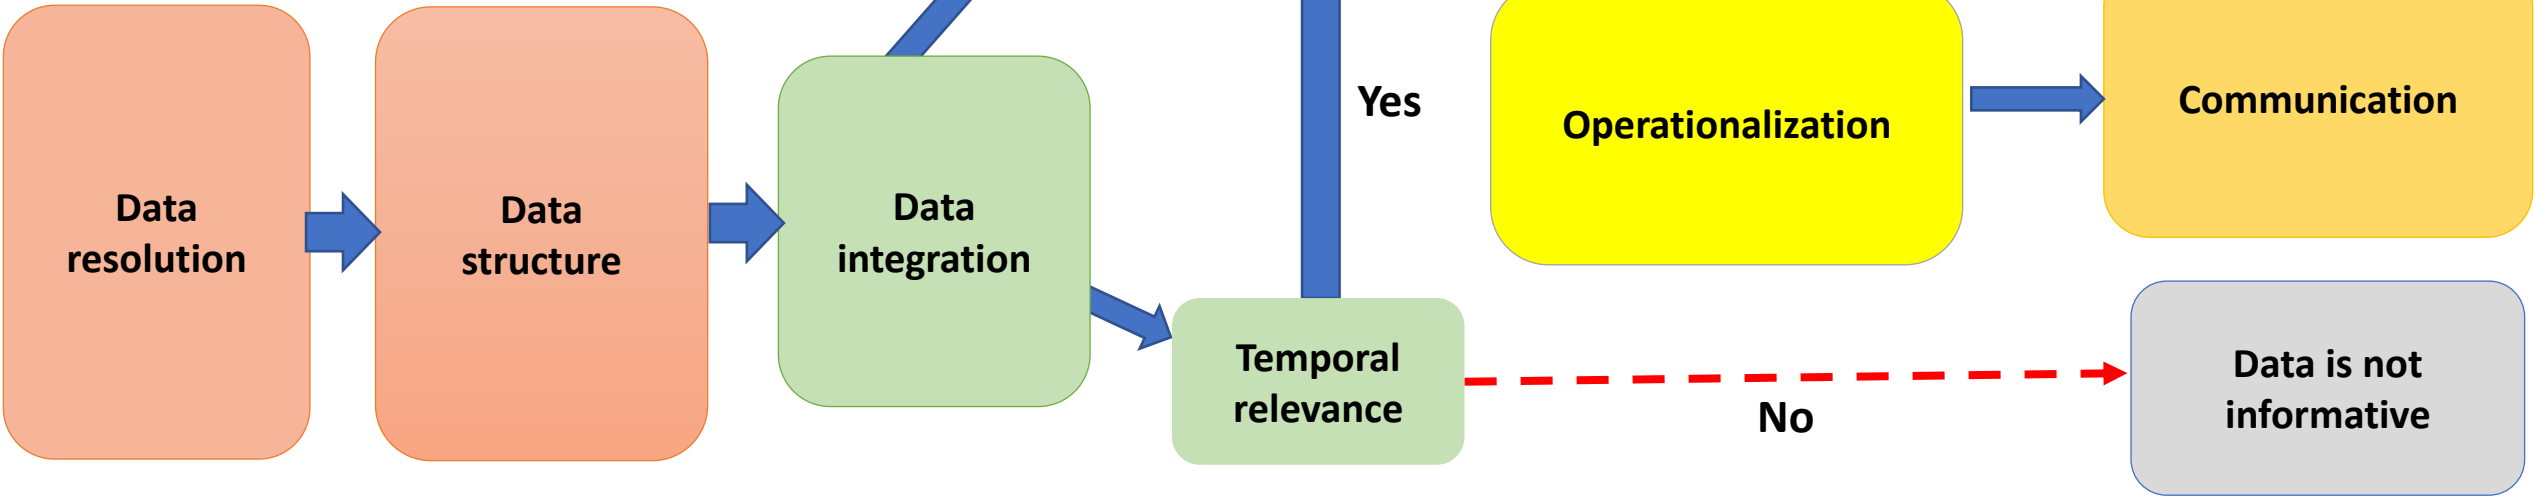 Data
resolution
Data
structure
Data
integration
Yes
Operationalization
Communication
Temporal
relevance
No
Data is not
informative